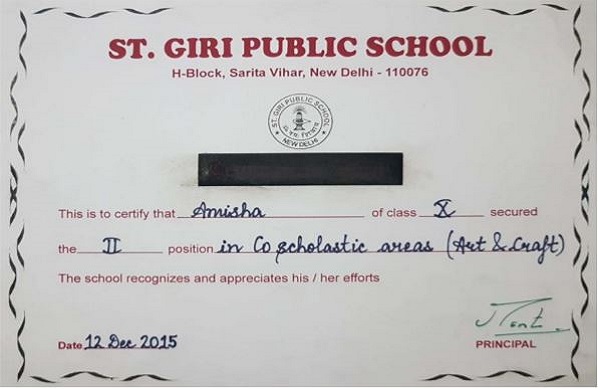 ST. GIRI PUBLIC SCHOOL
H-Block, Sarita Vihar, New Delhi - 110076
ST. GIRI PUBLIC SCHOOL
NEW DELHI
This is to certify that Amisha of class X secured
the II position in Co scholastic areas (Art & Craft)
The school recognizes and appreciates his / her efforts
Date 12 Dec 2015
PRINCIPAL